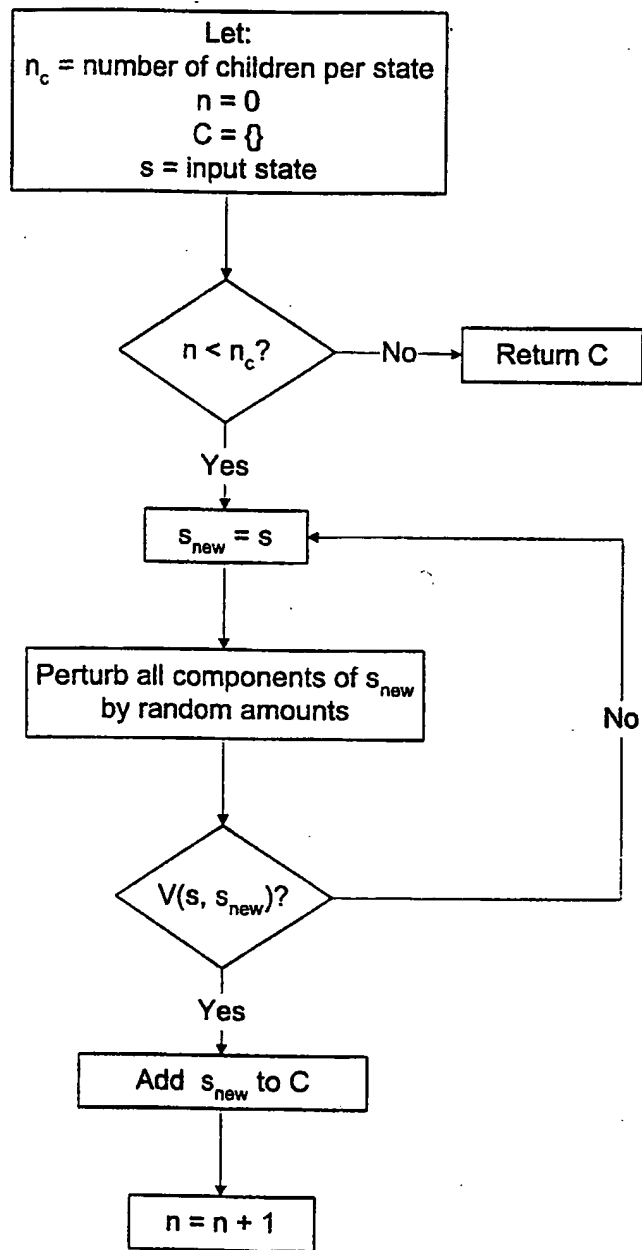 Let:
n_c = number of children per state
n = 0
C = {}
s = input state
n < n_c?
No
Return C
Yes
s_new = s
Perturb all components of s_new
by random amounts
No
V(s, s_new)?
Yes
Add s_new to C
n = n + 1